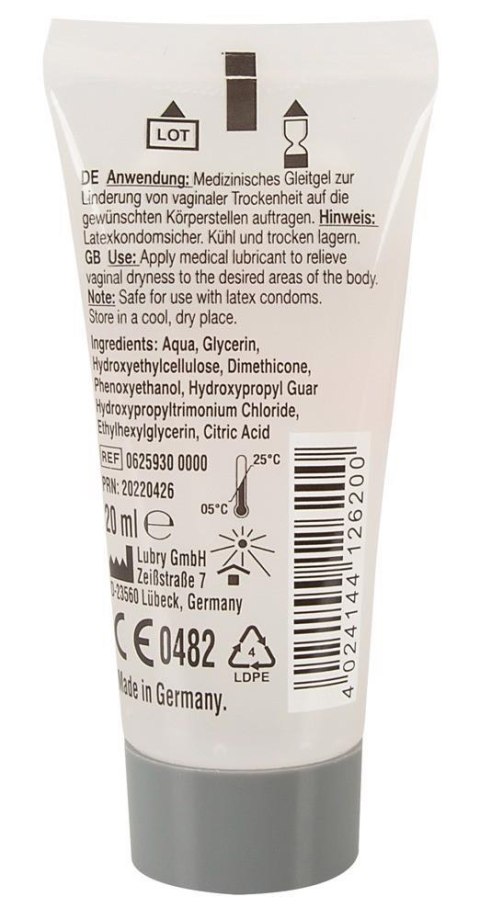 LOT
DE Anwendung: Medizinisches Gleitgel zur
Linderung von vaginaler Trockenheit auf die
gewünschten Körperstellen auftragen. Hinweis:
Latexkondomsicher. Kühl und trocken lagern.
GB Use: Apply medical lubricant to relieve
vaginal dryness to the desired areas of the body.
Note: Safe for use with latex condoms.
Store in a cool, dry place.
Ingredients: Aqua, Glycerin,
Hydroxyethylcellulose, Dimethicone,
Phenoxyethanol, Hydroxypropyl Guar
Hydroxypropyltrimonium Chloride,
Ethylhexylglycerin, Citric Acid
REF 0625930 0000
PRN: 20220426
25°C
05°C
20 ml ℮
Lubry GmbH
Zeißstraße 7
D-23560 Lübeck, Germany
CE 0482
4
LDPE
Made in Germany.
4 024144 126200